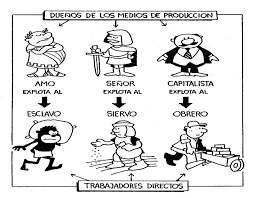 DUEÑOS DE LOS MEDIOS DE PRODUCCION
AMO
EXPLOTA AL
SEÑOR
EXPLOTA AL
CAPITALISTA
EXPLOTA AL
ESCLAVO
SIERVO
OBRERO
TRABAJADORES DIRECTOS